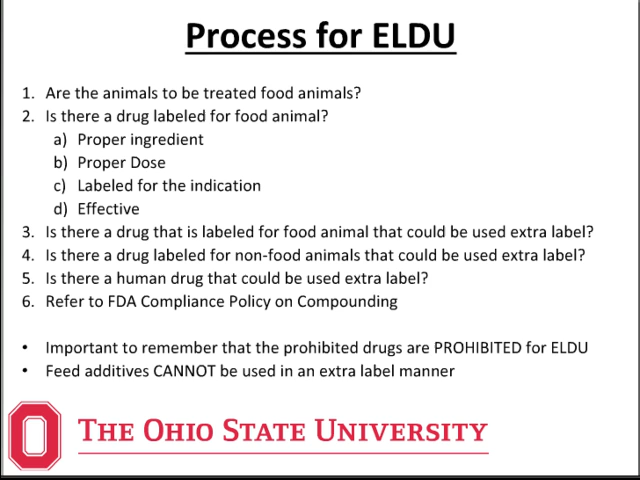 Process for ELDU
1. Are the animals to be treated food animals?
2. Is there a drug labeled for food animal?
a) Proper ingredient
b) Proper Dose
c) Labeled for the indication
d) Effective
3. Is there a drug that is labeled for food animal that could be used extra label?
4. Is there a drug labeled for non-food animals that could be used extra label?
5. Is there a human drug that could be used extra label?
6. Refer to FDA Compliance Policy on Compounding
• Important to remember that the prohibited drugs are PROHIBITED for ELDU
• Feed additives CANNOT be used in an extra label manner
THE OHIO STATE UNIVERSITY